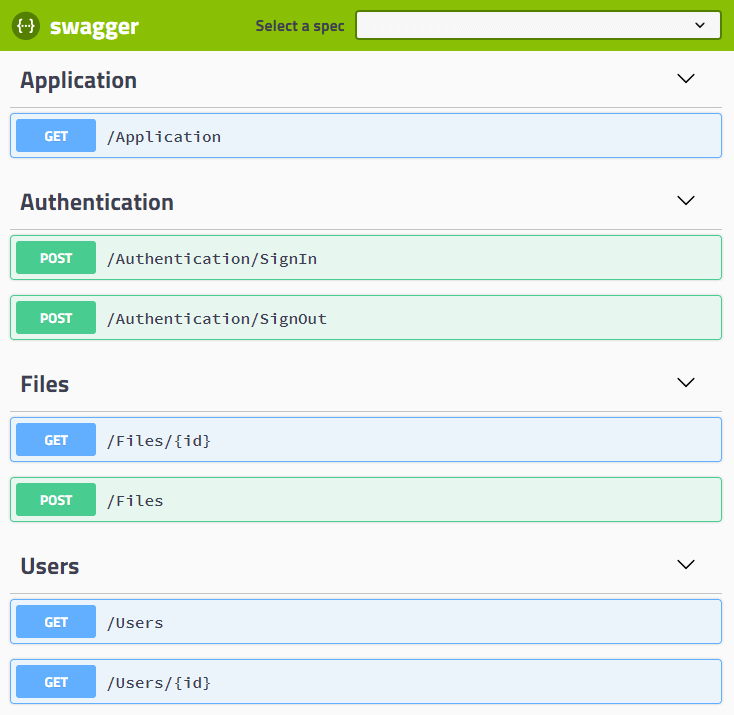 {···} swagger Select a spec
Application
GET /Application
Authentication
POST /Authentication/SignIn
POST /Authentication/SignOut
Files
GET /Files/{id}
POST /Files
Users
GET /Users
GET /Users/{id}